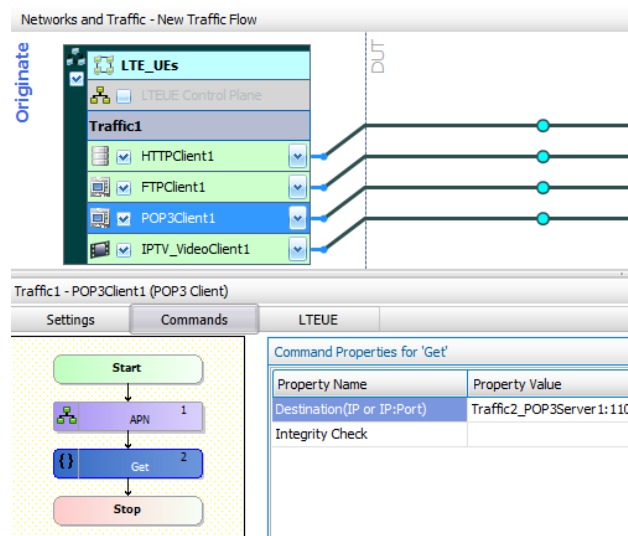 Networks and Traffic - New Traffic Flow
Originate
DUT
LTE_UEs
LTEUE Control Plane
Traffic1
HTTPClient1
FTPClient1
POP3Client1
IPTV_VideoClient1
Traffic1 - POP3Client1 (POP3 Client)
Settings Commands LTEUE
Start
APN 1
{} Get 2
Stop
Command Properties for 'Get'
Property Name Property Value
Destination(IP or IP:Port) Traffic2_POP3Server1:110
Integrity Check